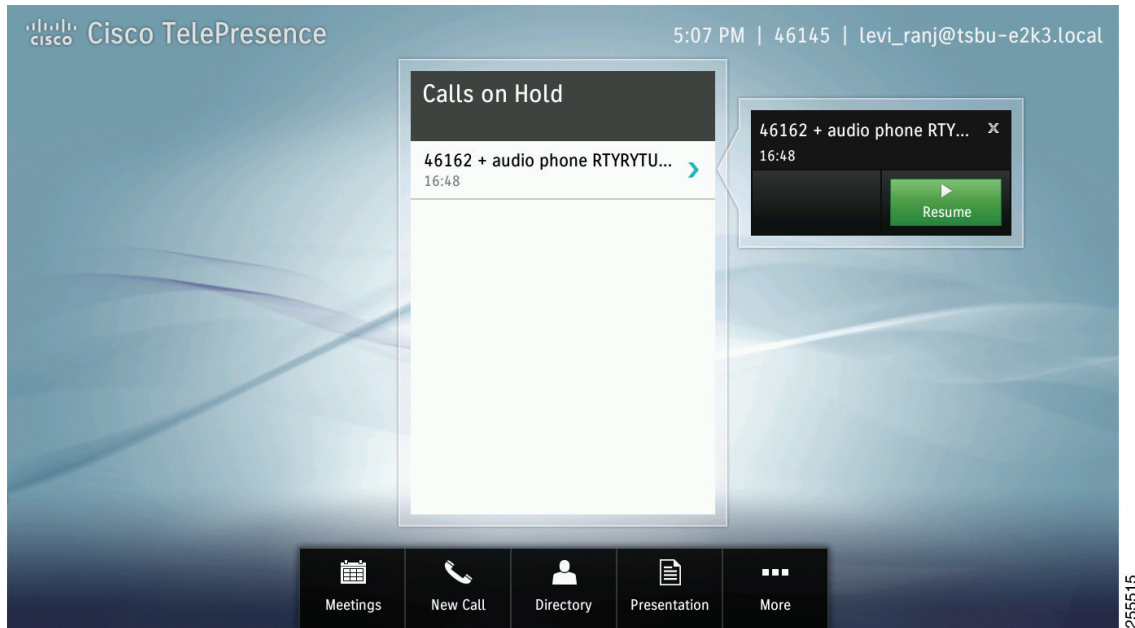 cisco Cisco TelePresence
5:07 PM | 46145 | levi_ranj@tsbu-e2k3.local
Calls on Hold
46162 + audio phone RTYRYTU...
16:48
46162 + audio phone RTY... X
16:48
Resume
Meetings
New Call
Directory
Presentation
More
255515